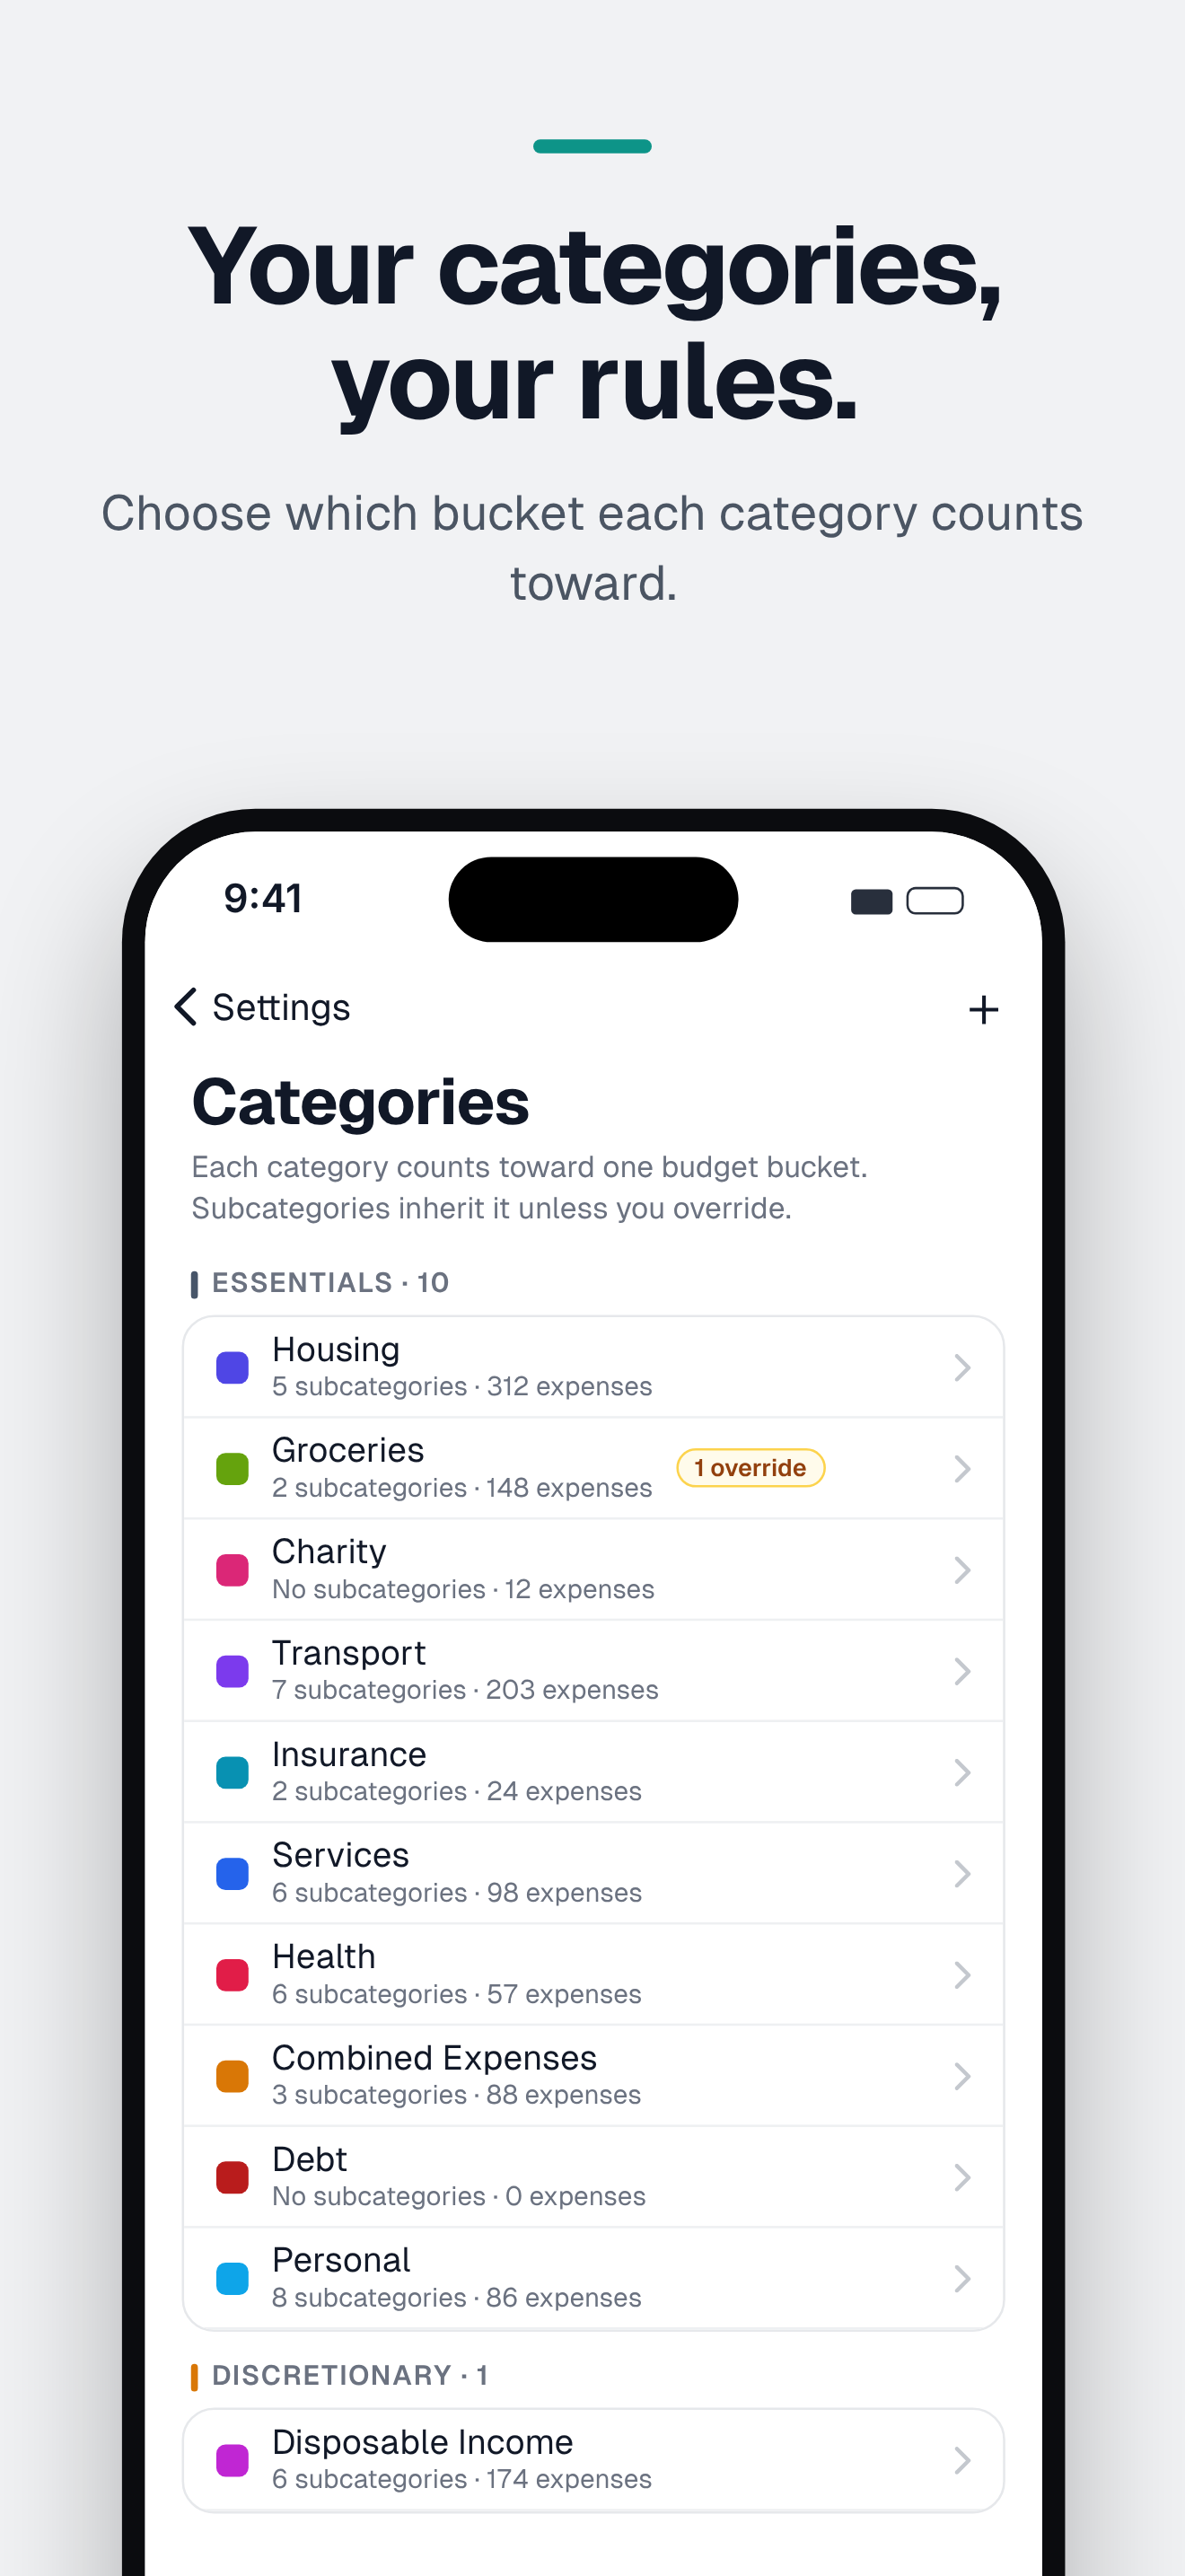 Your categories,
your rules.
Choose which bucket each category counts
toward.
9:41
Settings
Categories
Each category counts toward one budget bucket.
Subcategories inherit it unless you override.
ESSENTIALS · 10
Housing
5 subcategories · 312 expenses
Groceries
2 subcategories · 148 expenses
1 override
Charity
No subcategories · 12 expenses
Transport
7 subcategories · 203 expenses
Insurance
2 subcategories · 24 expenses
Services
6 subcategories · 98 expenses
Health
6 subcategories · 57 expenses
Combined Expenses
3 subcategories · 88 expenses
Debt
No subcategories · 0 expenses
Personal
8 subcategories · 86 expenses
DISCRETIONARY · 1
Disposable Income
6 subcategories · 174 expenses